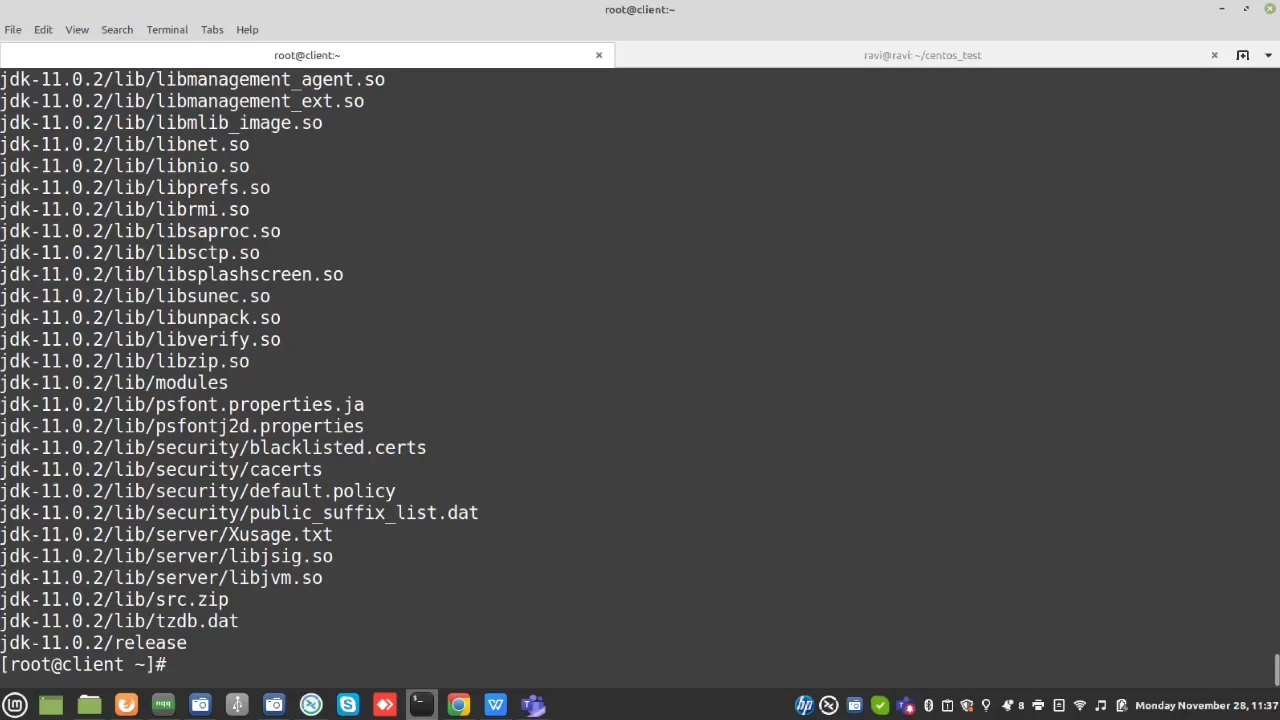 root@client:~
File Edit View Search Terminal Tabs Help
root@client:~ × ravi@ravi: ~/centos_test ×
jdk-11.0.2/lib/libmanagement_agent.so
jdk-11.0.2/lib/libmanagement_ext.so
jdk-11.0.2/lib/libmlib_image.so
jdk-11.0.2/lib/libnet.so
jdk-11.0.2/lib/libnio.so
jdk-11.0.2/lib/libprefs.so
jdk-11.0.2/lib/librmi.so
jdk-11.0.2/lib/libsaproc.so
jdk-11.0.2/lib/libsctp.so
jdk-11.0.2/lib/libsplashscreen.so
jdk-11.0.2/lib/libsunec.so
jdk-11.0.2/lib/libunpack.so
jdk-11.0.2/lib/libverify.so
jdk-11.0.2/lib/libzip.so
jdk-11.0.2/lib/modules
jdk-11.0.2/lib/psfont.properties.ja
jdk-11.0.2/lib/psfontj2d.properties
jdk-11.0.2/lib/security/blacklisted.certs
jdk-11.0.2/lib/security/cacerts
jdk-11.0.2/lib/security/default.policy
jdk-11.0.2/lib/security/public_suffix_list.dat
jdk-11.0.2/lib/server/Xusage.txt
jdk-11.0.2/lib/server/libjsig.so
jdk-11.0.2/lib/server/libjvm.so
jdk-11.0.2/lib/src.zip
jdk-11.0.2/lib/tzdb.dat
jdk-11.0.2/release
[root@client ~]#
nqq hp 8 Monday November 28, 11:37